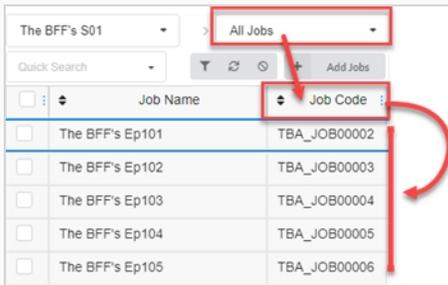 The BFF's S01 All Jobs
Quick Search Add Jobs
Job Name Job Code
The BFF's Ep101 TBA_JOB00002
The BFF's Ep102 TBA_JOB00003
The BFF's Ep103 TBA_JOB00004
The BFF's Ep104 TBA_JOB00005
The BFF's Ep105 TBA_JOB00006